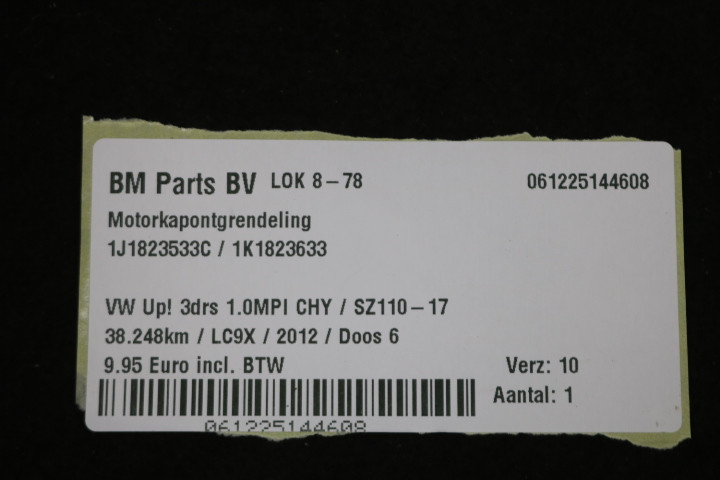 BM Parts BV LOK 8-78 061225144608
Motorkapontgrendeling
1J1823533C / 1K1823633
VW Up! 3drs 1.0MPI CHY / SZ110-17
38.248km / LC9X / 2012 / Doos 6
9.95 Euro incl. BTW Verz: 10
Aantal: 1
061225144608